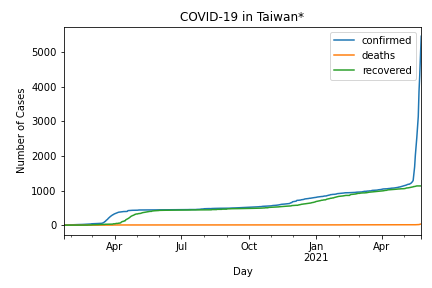 COVID-19 in Taiwan*
confirmed
deaths
recovered
Number of Cases
5000
4000
3000
2000
1000
0
Apr
Jul
Oct
Jan
2021
Apr
Day